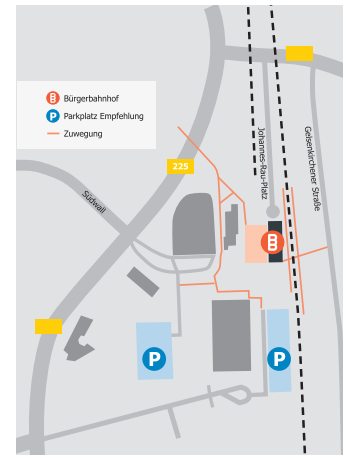 Bürgerbahnhof
P Parkplatz Empfehlung
Zuwegung
Johannes-Rau-Platz
Gelsenkirchener Straße
225
Südwall
P
P